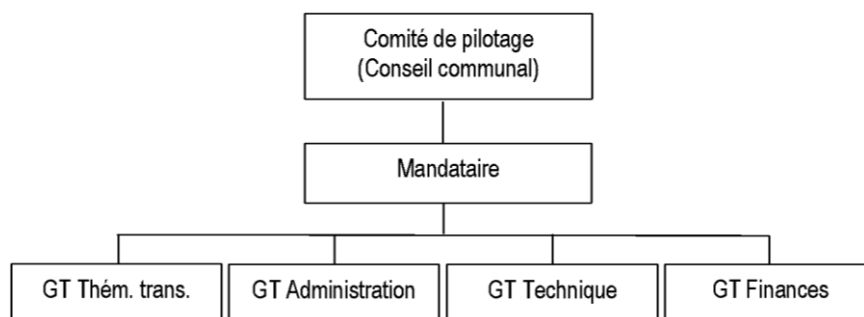 Comité de pilotage
(Conseil communal)
Mandataire
GT Thém. trans.
GT Administration
GT Technique
GT Finances